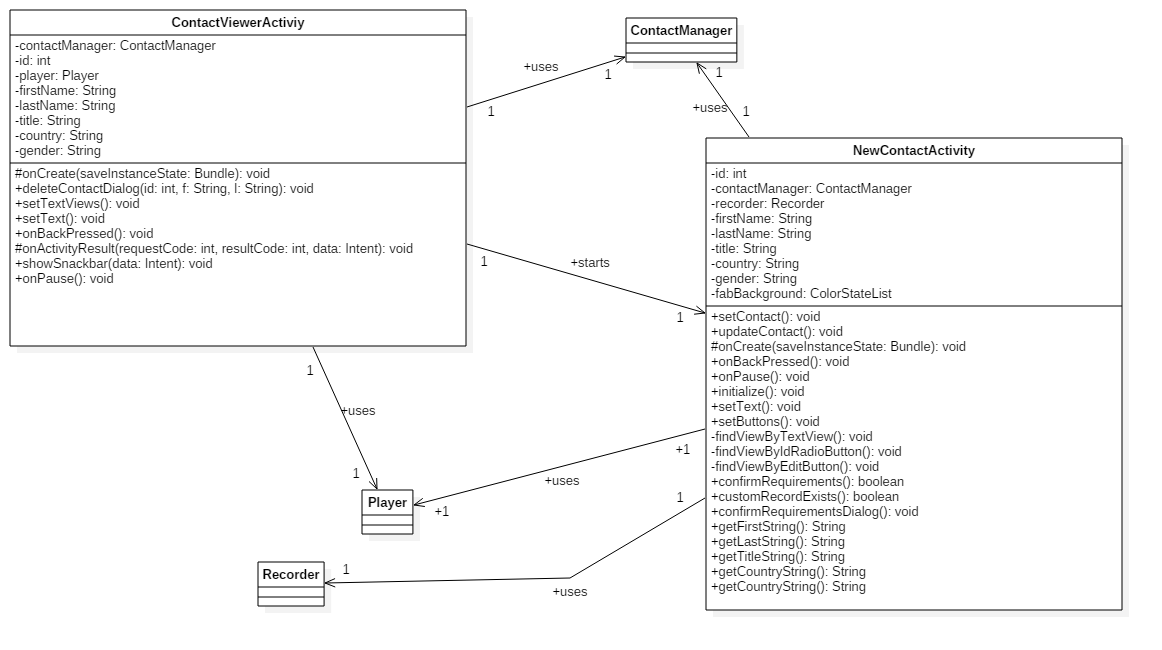 ContactViewerActiviy
-contactManager: ContactManager
-id: int
-player: Player
-firstName: String
-lastName: String
-title: String
-country: String
-gender: String
#onCreate(saveInstanceState: Bundle): void
+deleteContactDialog(id: int, f: String, l: String): void
+setTextViews(): void
+setText(): void
+onBackPressed(): void
#onActivityResult(requestCode: int, resultCode: int, data: Intent): void
+showSnackbar(data: Intent): void
+onPause(): void
+uses
1
1
ContactManager
1
+uses
1
NewContactActivity
-id: int
-contactManager: ContactManager
-recorder: Recorder
-firstName: String
-lastName: String
-title: String
-country: String
-gender: String
-fabBackground: ColorStateList
+setContact(): void
+updateContact(): void
#onCreate(saveInstanceState: Bundle): void
+onBackPressed(): void
+onPause(): void
+initialize(): void
+setText(): void
+setButtons(): void
-findViewByTextView(): void
-findViewByIdRadioButton(): void
-findViewByEditButton(): void
+confirmRequirements(): boolean
+customRecordExists(): boolean
+confirmRequirementsDialog(): void
+getFirstString(): String
+getLastString(): String
+getTitleString(): String
+getCountryString(): String
+getCountryString(): String
1
+starts
1
1
+uses
1
Player
+1
+uses
+1
Recorder
1
+uses
1